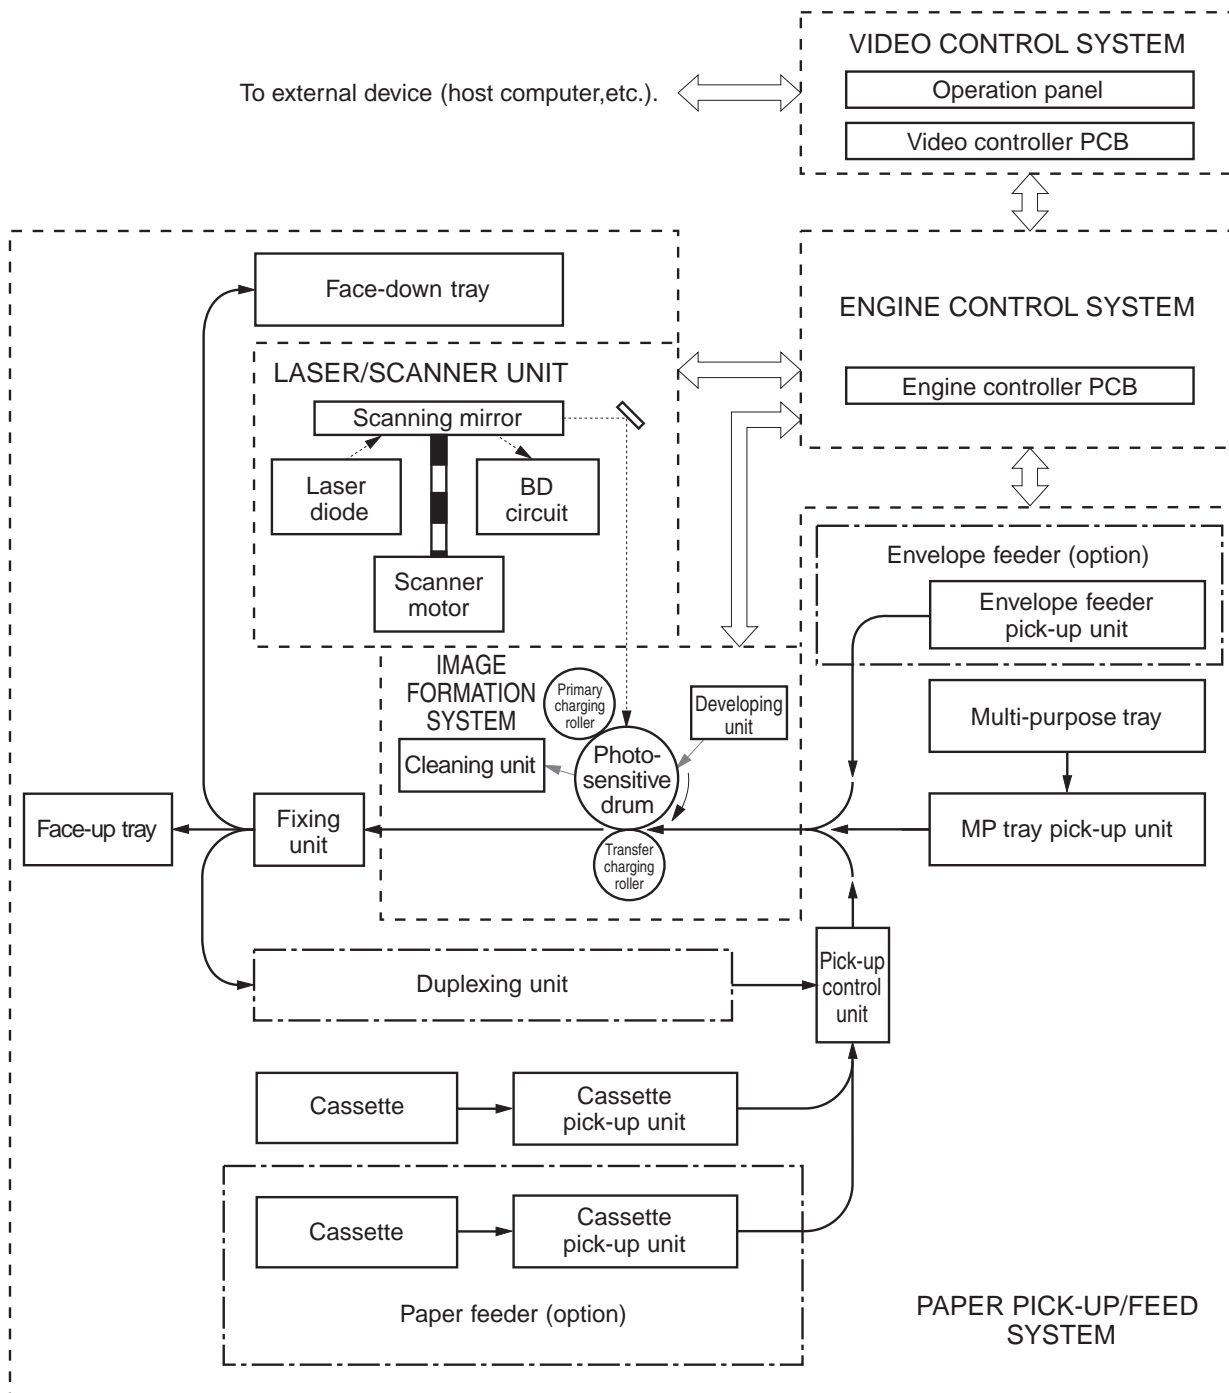 VIDEO CONTROL SYSTEM
To external device (host computer,etc.).
Operation panel
Video controller PCB
Face-down tray
ENGINE CONTROL SYSTEM
Engine controller PCB
LASER/SCANNER UNIT
Scanning mirror
Laser
diode
BD
circuit
Scanner
motor
Envelope feeder (option)
Envelope feeder
pick-up unit
IMAGE
FORMATION
SYSTEM
Primary
charging
roller
Developing
unit
Multi-purpose tray
Cleaning unit
Photo-
sensitive
drum
Face-up tray
Fixing
unit
MP tray pick-up unit
Transfer
charging
roller
Duplexing unit
Pick-up
control
unit
Cassette
Cassette
pick-up unit
Cassette
Cassette
pick-up unit
Paper feeder (option)
PAPER PICK-UP/FEED
SYSTEM